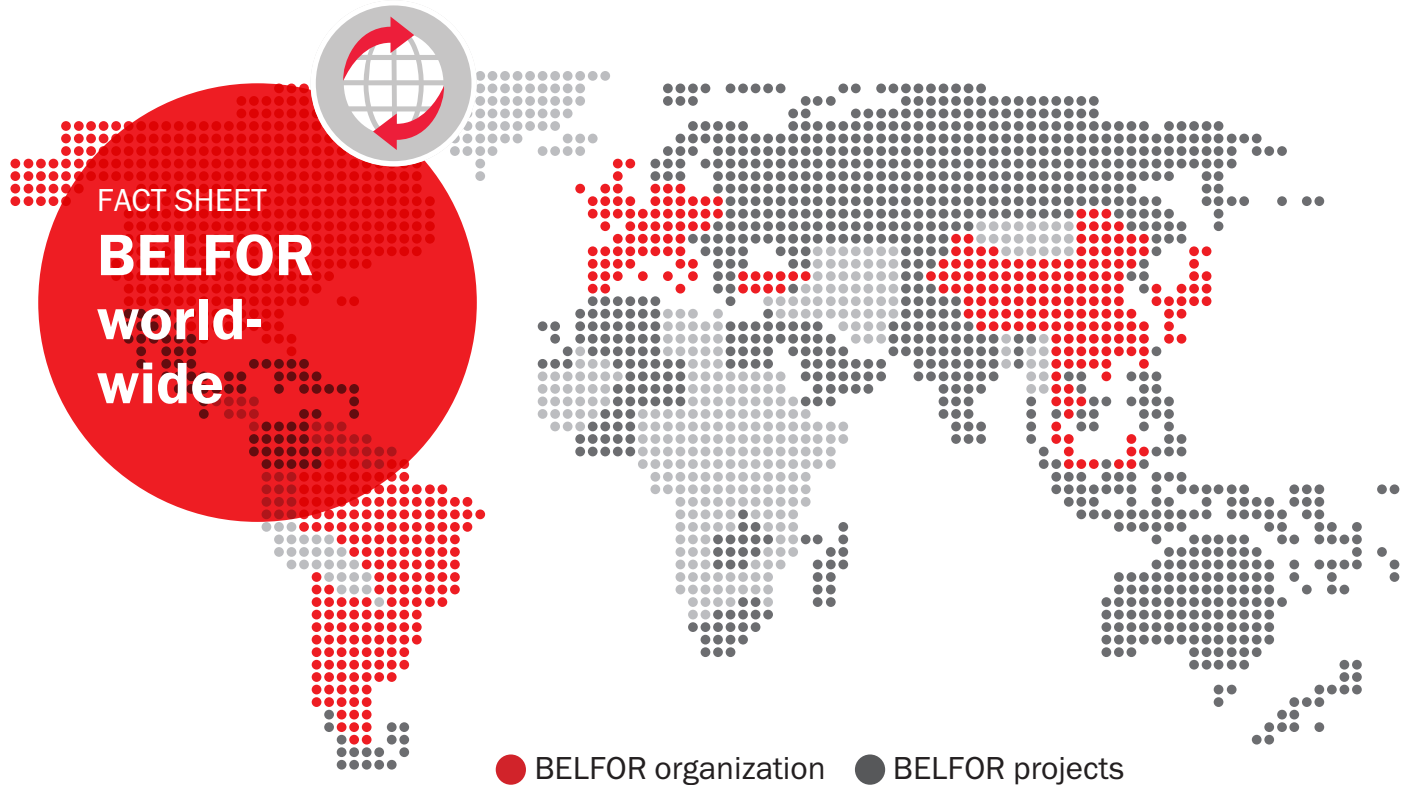 FACT SHEET
BELFOR
world-
wide
BELFOR organization
BELFOR projects